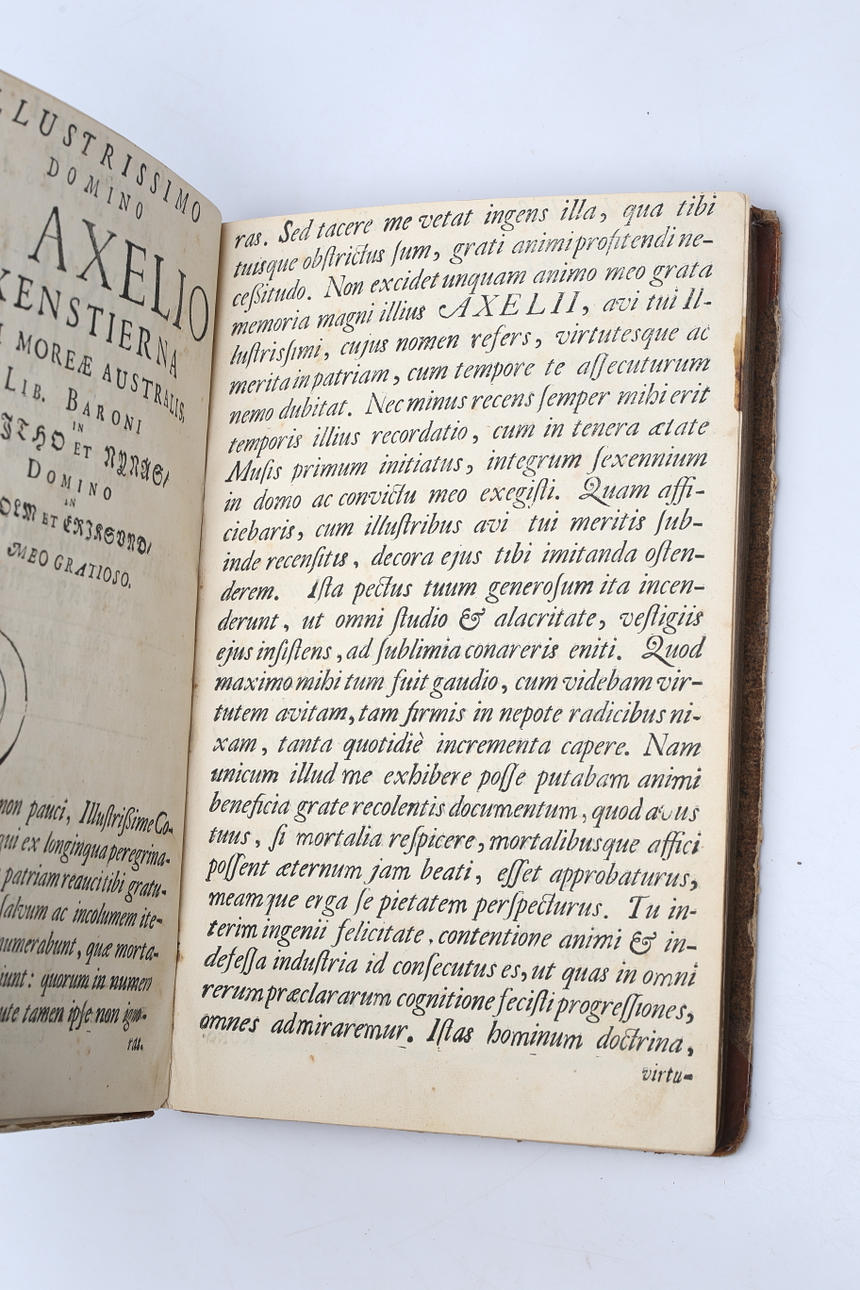 ILLUSTRISSIMO
DOMINO
AXELIO
OXENSTIERNA
MOREÆ AUSTRALIS,
LIB. BARONI
IN
ET NYNAS/
DOMINO
IN
ET ERIKSUND/
MEO GRATIOSO.
non pauci, Illuſtriſsime Co-
qui ex longinqua peregrina-
patriam reduci tibi gratu-
ſalvum ac incolumem ite-
numerabunt, quæ morta-
iunt: quorum in numero
tamen ipſe non igno-
ras.
ras. Sed tacere me vetat ingens illa, qua tibi
tuisque obſtrictus ſum, grati animi profitendi ne-
ceſsitudo. Non excidet unquam animo meo grata
memoria magni illius AXELII, avi tui Il-
luſtrisſimi, cujus nomen refers, virtutesque ac
merita in patriam, cum tempore te aſſecuturum
nemo dubitat. Nec minus recens ſemper mihi erit
temporis illius recordatio, cum in tenera ætate
Muſis primum initiatus, integrum ſexennium
in domo ac convictu meo exegiſti. Quam affi-
ciebaris, cum illuſtribus avi tui meritis ſub-
inde recenſitis, decora ejus tibi imitanda oſten-
derem. Iſta pectus tuum generoſum ita incen-
derunt, ut omni ſtudio & alacritate, veſtigiis
ejus inſiſtens, ad ſublimia conareris eniti. Quod
maximo mihi tum fuit gaudio, cum videbam vir-
tutem avitam, tam firmis in nepote radicibus ni-
xam, tanta quotidiè incrementa capere. Nam
unicum illud me exhibere poſſe putabam animi
beneficia grate recolentis documentum, quod avus
tuus, ſi mortalia reſpicere, mortalibusque affici
poſſent æternum jam beati, eſſet approbaturus,
meamque erga ſe pietatem perſpecturus. Tu in-
terim ingenii felicitate, contentione animi & in-
defeſſa induſtria id conſecutus es, ut quas in omni
rerum præclararum cognitione feciſti progreſſiones,
omnes admiraremur. Iſtas hominum doctrina,
virtu-